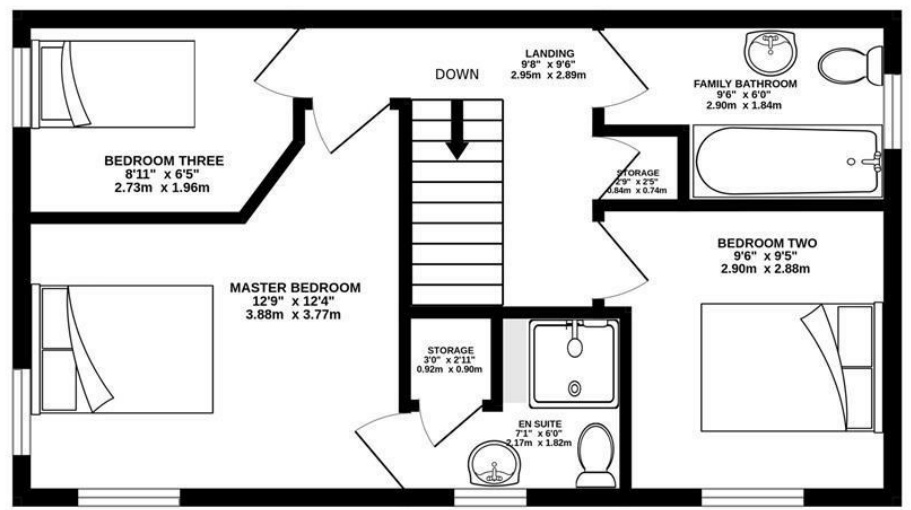 LANDING
9'8" x 9'6"
2.95m x 2.89m
DOWN
FAMILY BATHROOM
9'6" x 6'0"
2.90m x 1.84m
BEDROOM THREE
8'11" x 6'5"
2.73m x 1.96m
STORAGE
2'9" x 2'5"
0.84m x 0.74m
BEDROOM TWO
9'6" x 9'5"
2.90m x 2.88m
MASTER BEDROOM
12'9" x 12'4"
3.88m x 3.77m
STORAGE
3'0" x 2'11"
0.92m x 0.90m
EN SUITE
7'1" x 6'0"
2.17m x 1.82m